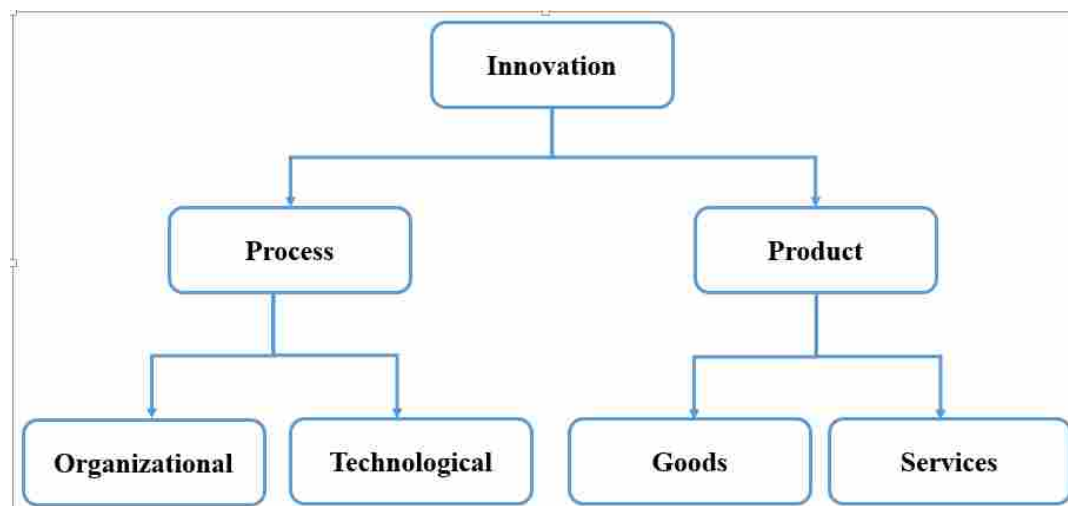 Innovation
Process
Product
Organizational
Technological
Goods
Services